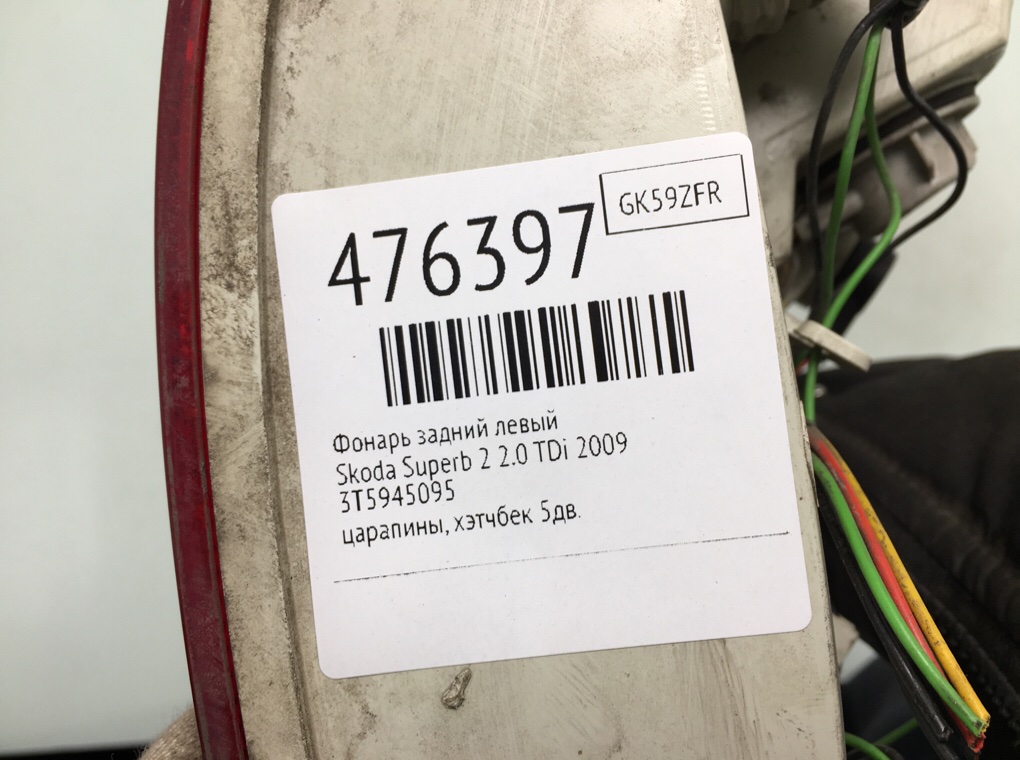 GK59ZFR
476397
Фонарь задний левый
Skoda Superb 2 2.0 TDi 2009
3T5945095
царапины, хэтчбек 5дв.